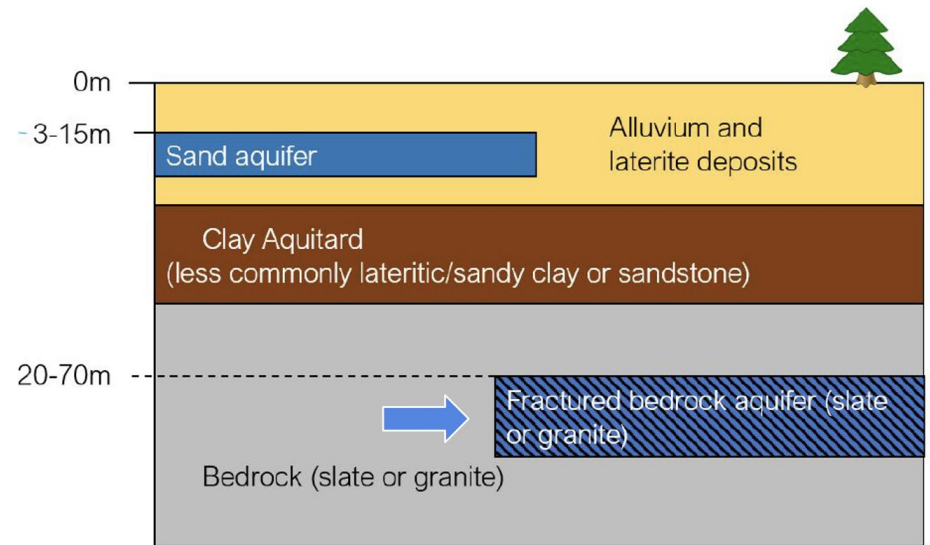 0m
3-15m
Alluvium and
laterite deposits
Sand aquifer
Clay Aquitard
(less commonly lateritic/sandy clay or sandstone)
20-70m
Fractured bedrock aquifer (slate
or granite)
Bedrock (slate or granite)